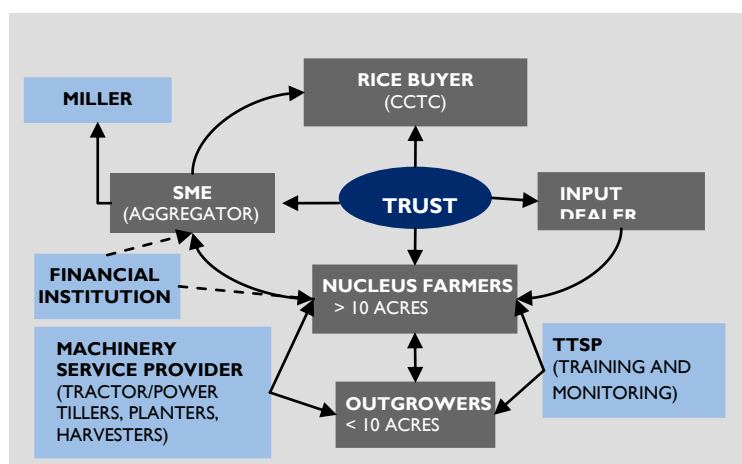 RICE BUYER
(CCTC)
MILLER
SME
(AGGREGATOR)
TRUST
INPUT
DEALER
FINANCIAL
INSTITUTION
NUCLEUS FARMERS
> 10 ACRES
MACHINERY
SERVICE PROVIDER
(TRACTOR/POWER
TILLERS, PLANTERS,
HARVESTERS)
TTSP
(TRAINING AND
MONITORING)
OUTGROWERS
< 10 ACRES